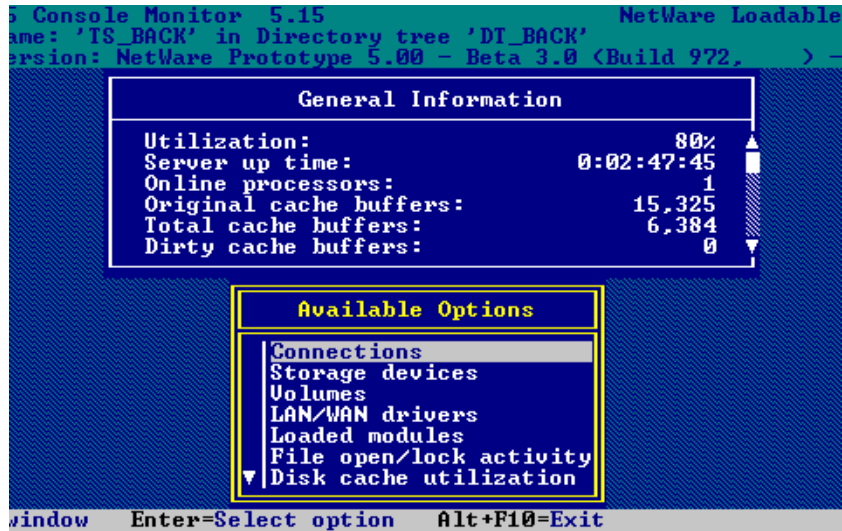 5 Console Monitor 5.15 NetWare Loadable
ame: 'TS_BACK' in Directory tree 'DT_BACK'
ersion: NetWare Prototype 5.00 - Beta 3.0 (Build 972, ) -
General Information
Utilization: 80%
Server up time: 0:02:47:45
Online processors: 1
Original cache buffers: 15,325
Total cache buffers: 6,384
Dirty cache buffers: 0
Available Options
Connections
Storage devices
Volumes
LAN/WAN drivers
Loaded modules
File open/lock activity
Disk cache utilization
window Enter=Select option Alt+F10=Exit